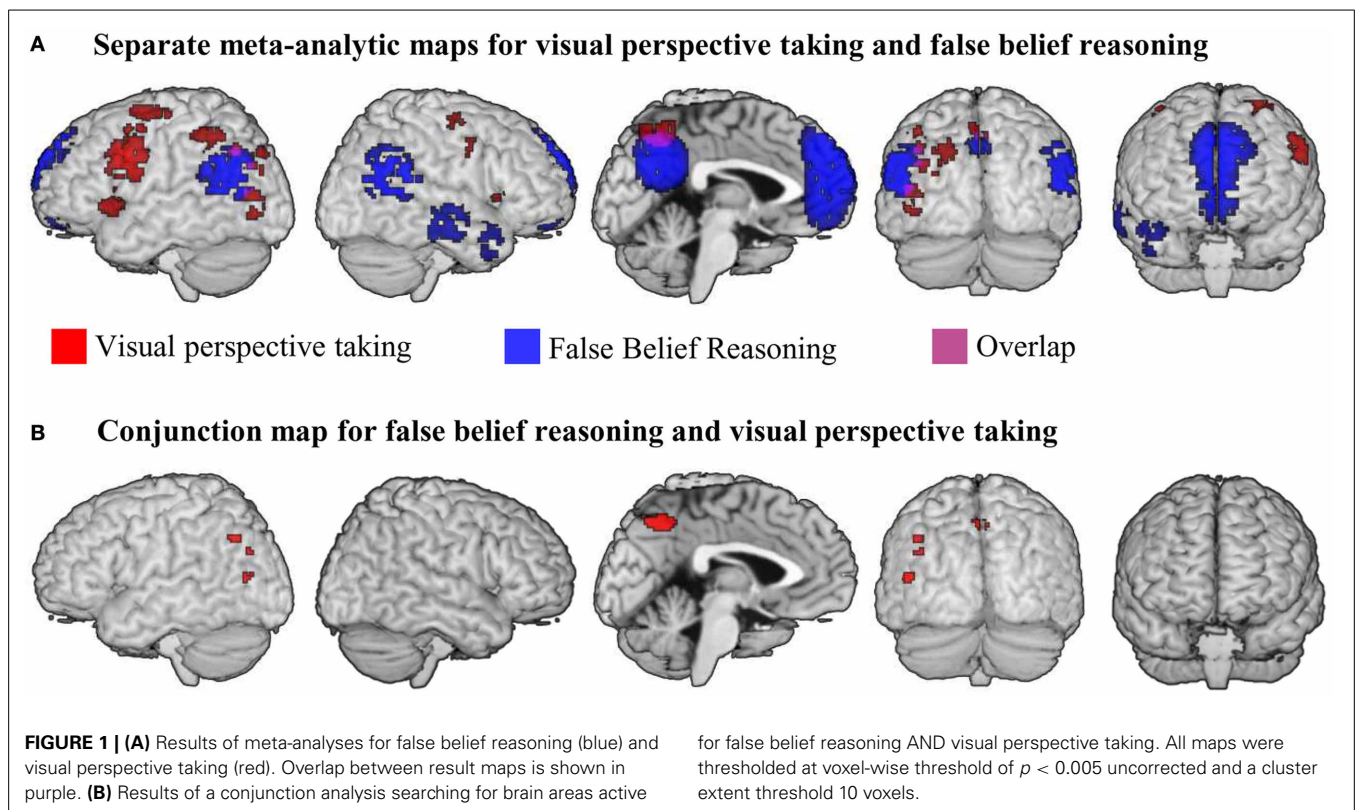 A Separate meta-analytic maps for visual perspective taking and false belief reasoning
Visual perspective taking
False Belief Reasoning
Overlap
B Conjunction map for false belief reasoning and visual perspective taking
FIGURE 1 | (A) Results of meta-analyses for false belief reasoning (blue) and
visual perspective taking (red). Overlap between result maps is shown in
purple. (B) Results of a conjunction analysis searching for brain areas active
for false belief reasoning AND visual perspective taking. All maps were
thresholded at voxel-wise threshold of p < 0.005 uncorrected and a cluster
extent threshold 10 voxels.